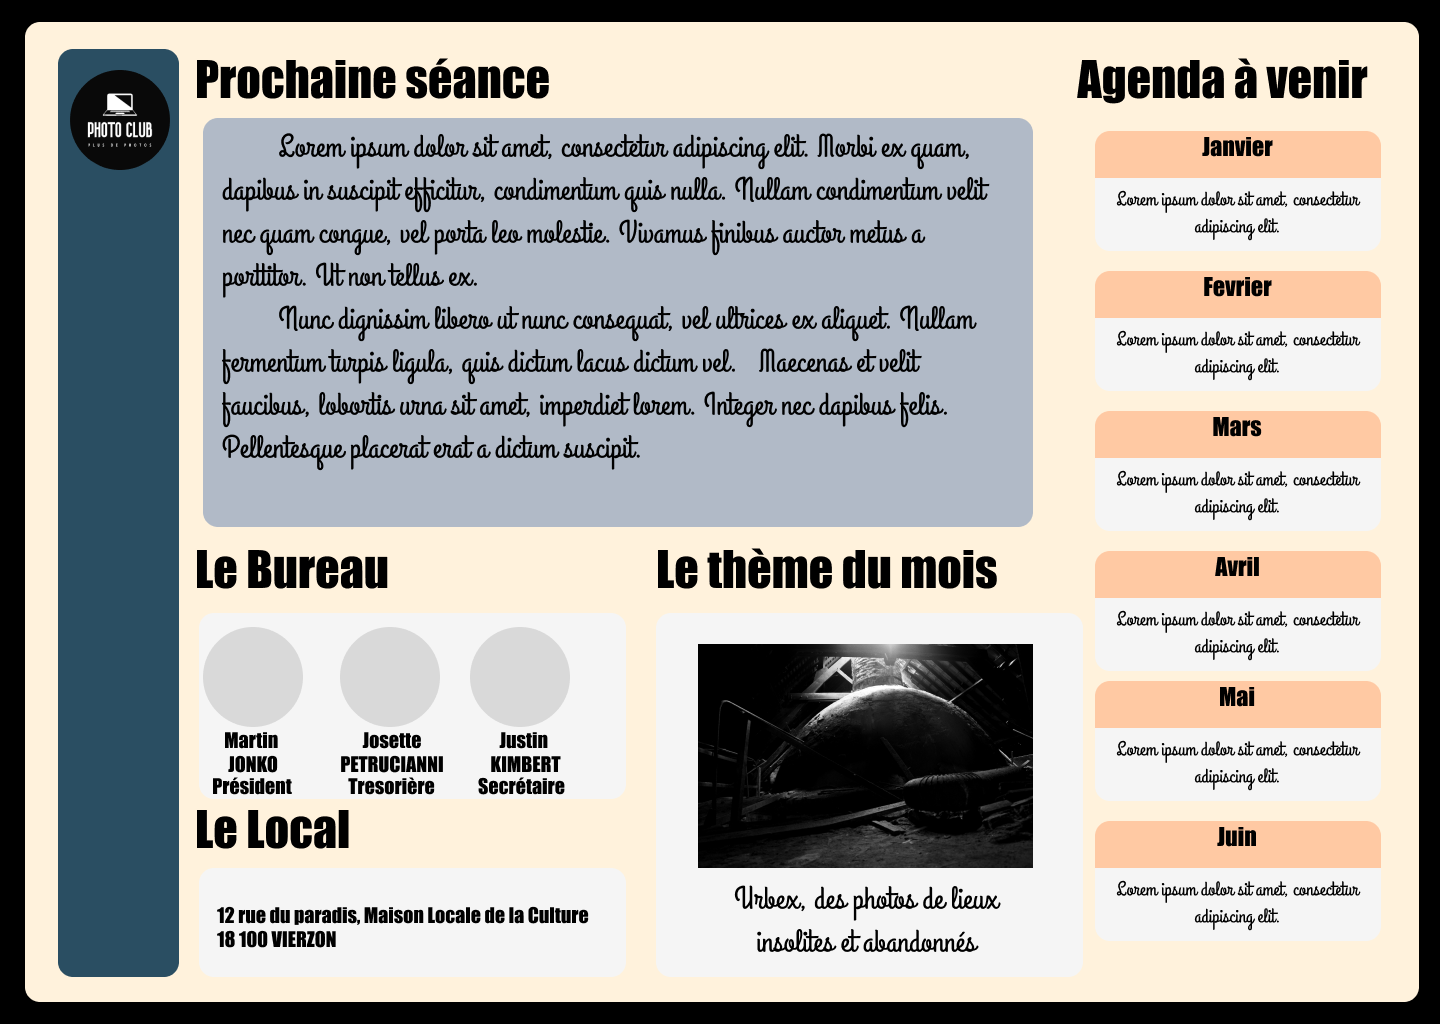 PHOTO CLUB
PLUS DE PHOTOS
Prochaine séance
Lorem ipsum dolor sit amet, consectetur adipiscing elit. Morbi ex quam,
dapibus in suscipit efficitur, condimentum quis nulla. Nullam condimentum velit
nec quam congue, vel porta leo molestie. Vivamus finibus auctor metus a
porttitor. Ut non tellus ex.
Nunc dignissim libero ut nunc consequat, vel ultrices ex aliquet. Nullam
fermentum turpis ligula, quis dictum lacus dictum vel. Maecenas et velit
faucibus, lobortis urna sit amet, imperdiet lorem. Integer nec dapibus felis.
Pellentesque placerat erat a dictum suscipit.
Le Bureau
Martin
JONKO
Président
Josette
PETRUCIANNI
Tresorière
Justin
KIMBERT
Secrétaire
Le Local
12 rue du paradis, Maison Locale de la Culture
18 100 VIERZON
Le thème du mois
Urbex, des photos de lieux
insolites et abandonnés
Agenda à venir
Janvier
Lorem ipsum dolor sit amet, consectetur
adipiscing elit.
Fevrier
Lorem ipsum dolor sit amet, consectetur
adipiscing elit.
Mars
Lorem ipsum dolor sit amet, consectetur
adipiscing elit.
Avril
Lorem ipsum dolor sit amet, consectetur
adipiscing elit.
Mai
Lorem ipsum dolor sit amet, consectetur
adipiscing elit.
Juin
Lorem ipsum dolor sit amet, consectetur
adipiscing elit.